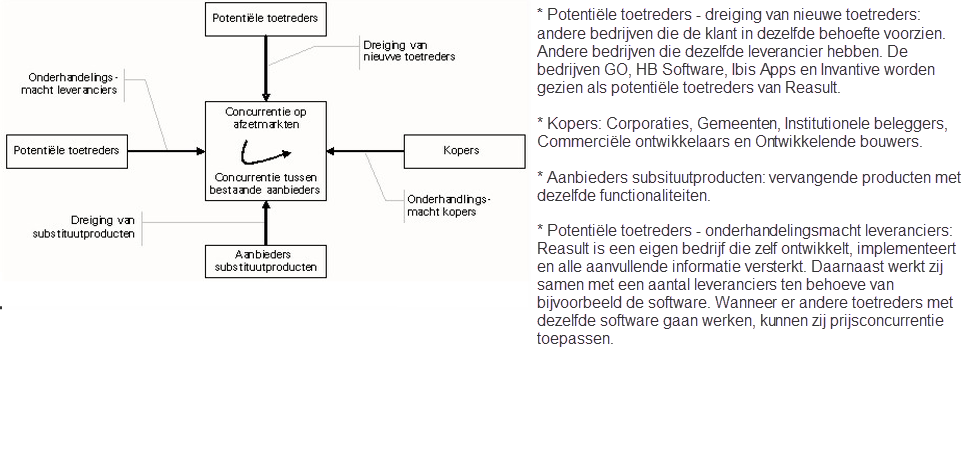 Potentiële toetreders
Dreiging van
nieuwe toetreders
Onderhandelings-
macht leveranciers
Concurrentie op
afzetmarkten
Potentiële toetreders
Kopers
Concurrentie tussen
bestaande aanbieders
Onderhandlings-
macht kopers
Dreiging van
substituutproducten
Aanbieders
substituutproducten
* Potentiële toetreders - dreiging van nieuwe toetreders:
andere bedrijven die de klant in dezelfde behoefte voorzien.
Andere bedrijven die dezelfde leverancier hebben. De
bedrijven GO, HB Software, Ibis Apps en Invantive worden
gezien als potentiële toetreders van Reasult.
* Kopers: Corporaties, Gemeenten, Institutionele beleggers,
Commerciële ontwikkelaars en Ontwikkelende bouwers.
* Aanbieders subsituutproducten: vervangende producten met
dezelfde functionaliteiten.
* Potentiële toetreders - onderhandelingsmacht leveranciers:
Reasult is een eigen bedrijf die zelf ontwikkelt, implementeert
en alle aanvullende informatie versterkt. Daarnaast werkt zij
samen met een aantal leveranciers ten behoeve van
bijvoorbeeld de software. Wanneer er andere toetreders met
dezelfde software gaan werken, kunnen zij prijsconcurrentie
toepassen.